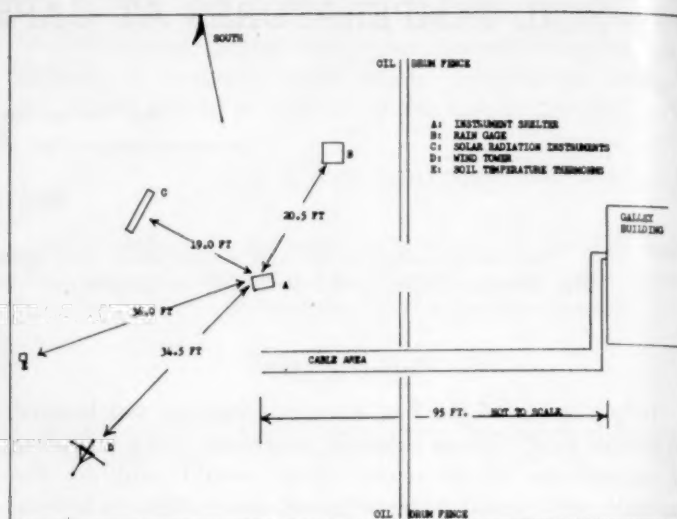 SOUTH
OIL DRUM FENCE
A: INSTRUMENT SHELTER
B: RAIN GAGE
C: SOLAR RADIATION INSTRUMENTS
D: WIND TOWER
E: SOIL TEMPERATURE THERMOHMS
B
C
GALLEY
BUILDING
20.5 FT
19.0 FT
A
36.0 FT
34.5 FT
E
CABLE AREA
95 FT. NOT TO SCALE
D
OIL DRUM FENCE